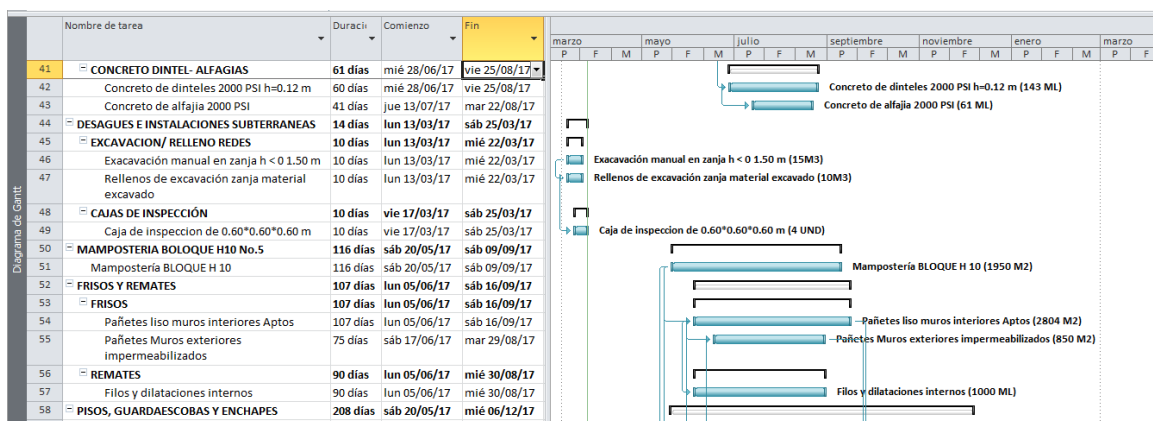 Nombre de tarea Duració Comienzo Fin
marzo mayo julio septiembre noviembre enero marzo
P F M P F M P F M P F M P F M P F
41 CONCRETO DINTEL- ALFAGIAS 61 días mié 28/06/17 vie 25/08/17
42 Concreto de dinteles 2000 PSI h=0.12 m 60 días mié 28/06/17 vie 25/08/17 Concreto de dinteles 2000 PSI h=0.12 m (143 ML)
43 Concreto de alfajia 2000 PSI 41 días jue 13/07/17 mar 22/08/17 Concreto de alfajia 2000 PSI (61 ML)
44 DESAGUES E INSTALACIONES SUBTERRANEAS 14 días lun 13/03/17 sáb 25/03/17
45 EXCAVACION/ RELLENO REDES 10 días lun 13/03/17 mié 22/03/17
46 Exacavación manual en zanja h < 0 1.50 m 10 días lun 13/03/17 mié 22/03/17 Exacavación manual en zanja h < 0 1.50 m (15M3)
47 Rellenos de excavación zanja material 10 días lun 13/03/17 mié 22/03/17 Rellenos de excavación zanja material excavado (10M3)
excavado
48 CAJAS DE INSPECCIÓN 10 días vie 17/03/17 sáb 25/03/17
49 Caja de inspeccion de 0.60*0.60*0.60 m 10 días vie 17/03/17 sáb 25/03/17 Caja de inspeccion de 0.60*0.60*0.60 m (4 UND)
50 MAMPOSTERIA BOLOQUE H10 No.5 116 días sáb 20/05/17 sáb 09/09/17
51 Mampostería BLOQUE H 10 116 días sáb 20/05/17 sáb 09/09/17 Mampostería BLOQUE H 10 (1950 M2)
52 FRISOS Y REMATES 107 días lun 05/06/17 sáb 16/09/17
53 FRISOS 107 días lun 05/06/17 sáb 16/09/17
54 Pañetes liso muros interiores Aptos 107 días lun 05/06/17 sáb 16/09/17 Pañetes liso muros interiores Aptos (2804 M2)
55 Pañetes Muros exteriores 75 días sáb 17/06/17 mar 29/08/17 Pañetes Muros exteriores impermeabilizados (850 M2)
impermeabilizados
56 REMATES 90 días lun 05/06/17 mié 30/08/17
57 Filos y dilataciones internos 90 días lun 05/06/17 mié 30/08/17 Filos y dilataciones internos (1000 ML)
58 PISOS, GUARDAESCOBAS Y ENCHAPES 208 días sáb 20/05/17 mié 06/12/17
Diagrama de Gantt